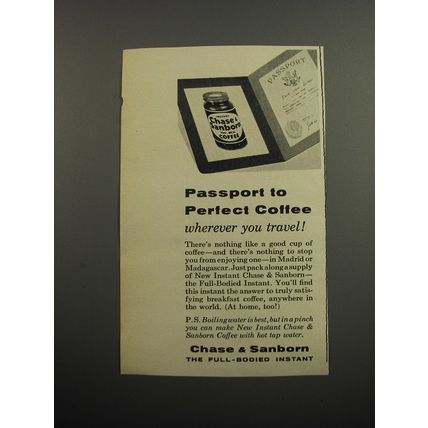 PASSPORT
INSTANT
Chase &
Sanborn
COFFEE
Passport to
Perfect Coffee
wherever you travel!
There's nothing like a good cup of
coffee—and there's nothing to stop
you from enjoying one—in Madrid or
Madagascar. Just pack along a supply
of New Instant Chase & Sanborn—
the Full-Bodied Instant. You'll find
this instant the answer to truly satis-
fying breakfast coffee, anywhere in
the world. (At home, too!)
P.S. Boiling water is best, but in a pinch
you can make New Instant Chase &
Sanborn Coffee with hot tap water.
Chase & Sanborn
THE FULL-BODIED INSTANT